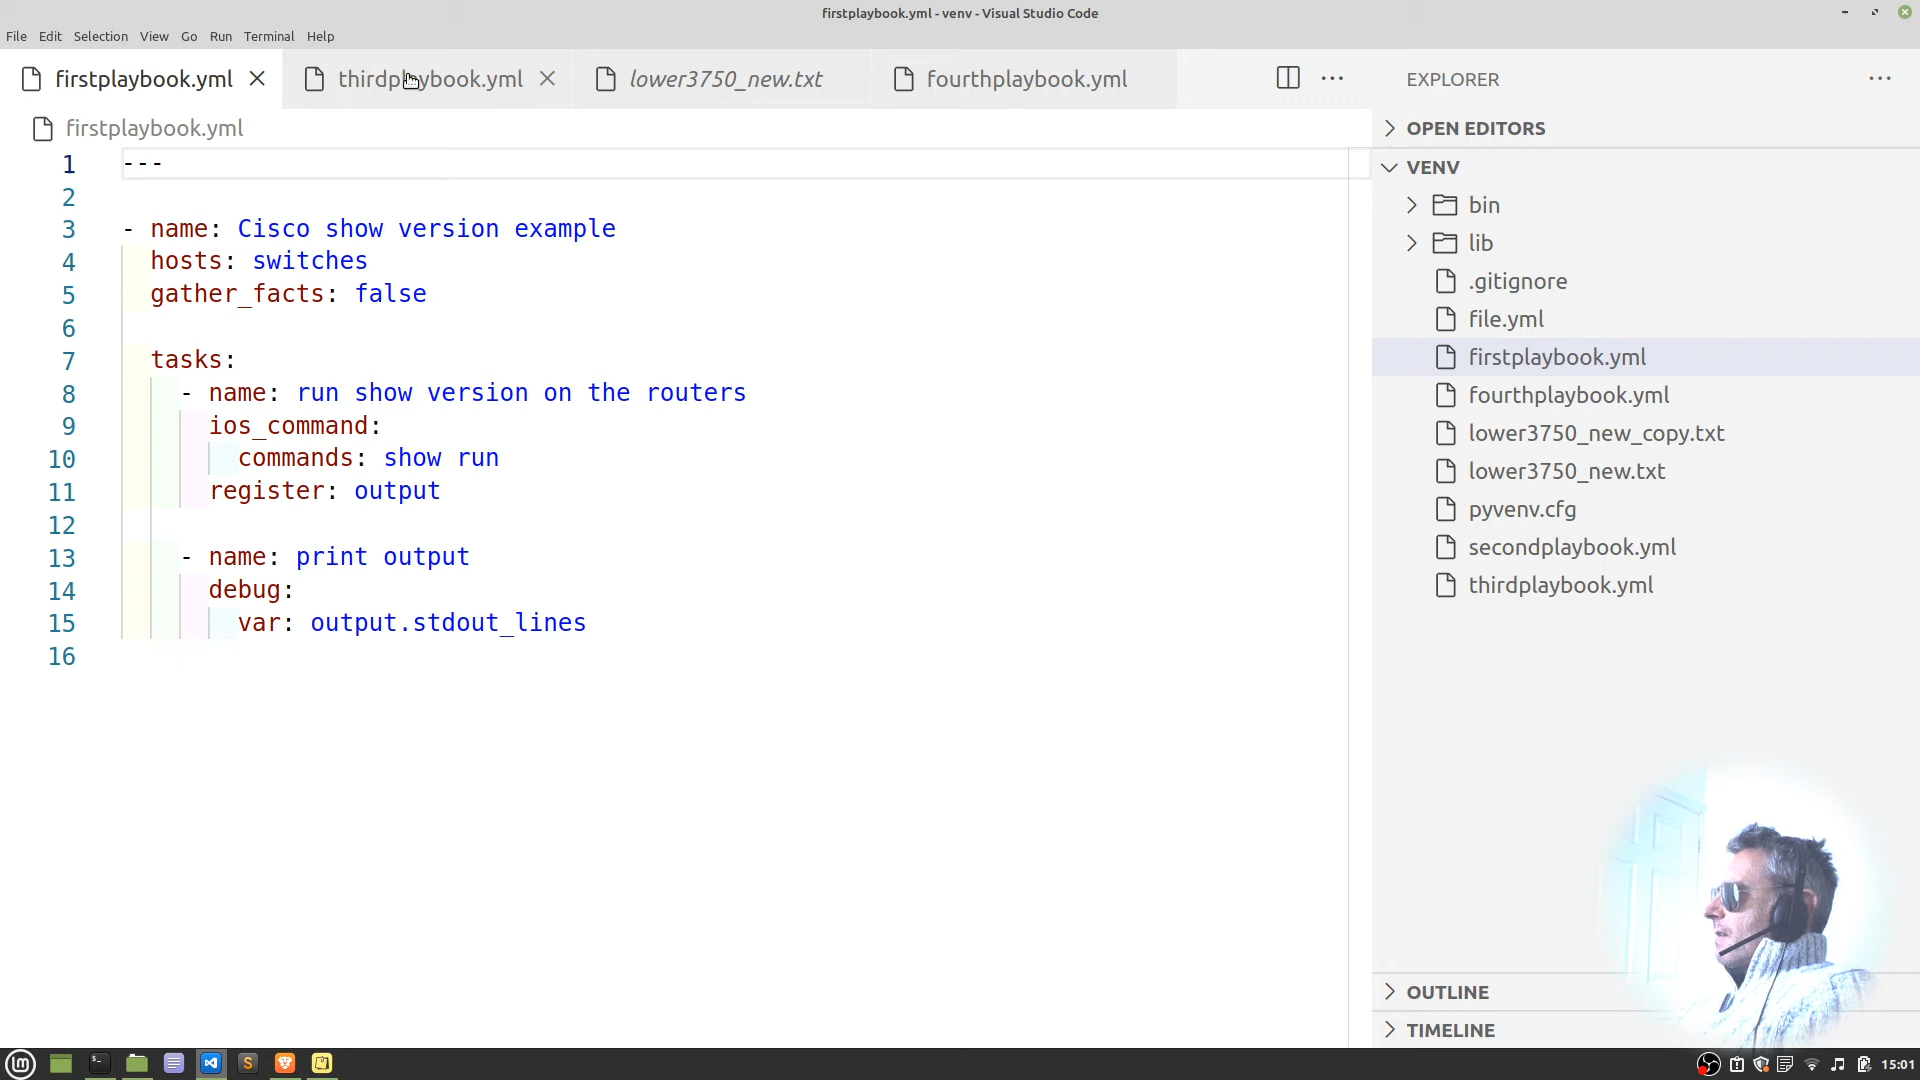 firstplaybook.yml - venv - Visual Studio Code
File Edit Selection View Go Run Terminal Help
firstplaybook.yml thirdplaybook.yml lower3750_new.txt fourthplaybook.yml
firstplaybook.yml
1 ---
2
3 - name: Cisco show version example
4 hosts: switches
5 gather_facts: false
6
7 tasks:
8 - name: run show version on the routers
9 ios_command:
10 commands: show run
11 register: output
12
13 - name: print output
14 debug:
15 var: output.stdout_lines
16
EXPLORER
OPEN EDITORS
VENV
bin
lib
.gitignore
file.yml
firstplaybook.yml
fourthplaybook.yml
lower3750_new_copy.txt
lower3750_new.txt
pyvenv.cfg
secondplaybook.yml
thirdplaybook.yml
OUTLINE
TIMELINE
15:01